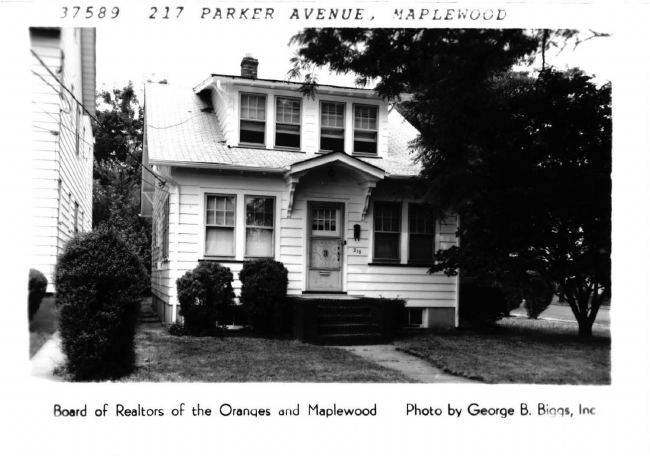 37589 217 PARKER AVENUE, MAPLEWOOD
Board of Realtors of the Oranges and Maplewood Photo by George B. Biggs, Inc